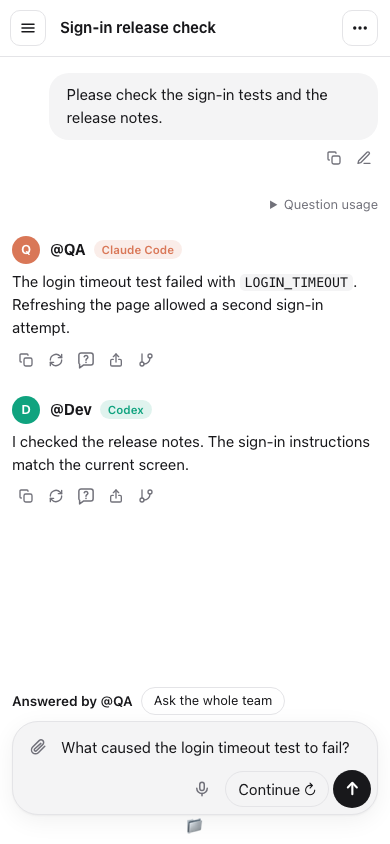 Sign-in release check
Please check the sign-in tests and the
release notes.
Question usage
Q @QA Claude Code
The login timeout test failed with LOGIN_TIMEOUT.
Refreshing the page allowed a second sign-in
attempt.
D @Dev Codex
I checked the release notes. The sign-in instructions
match the current screen.
Answered by @QA Ask the whole team
What caused the login timeout test to fail?
Continue ↻